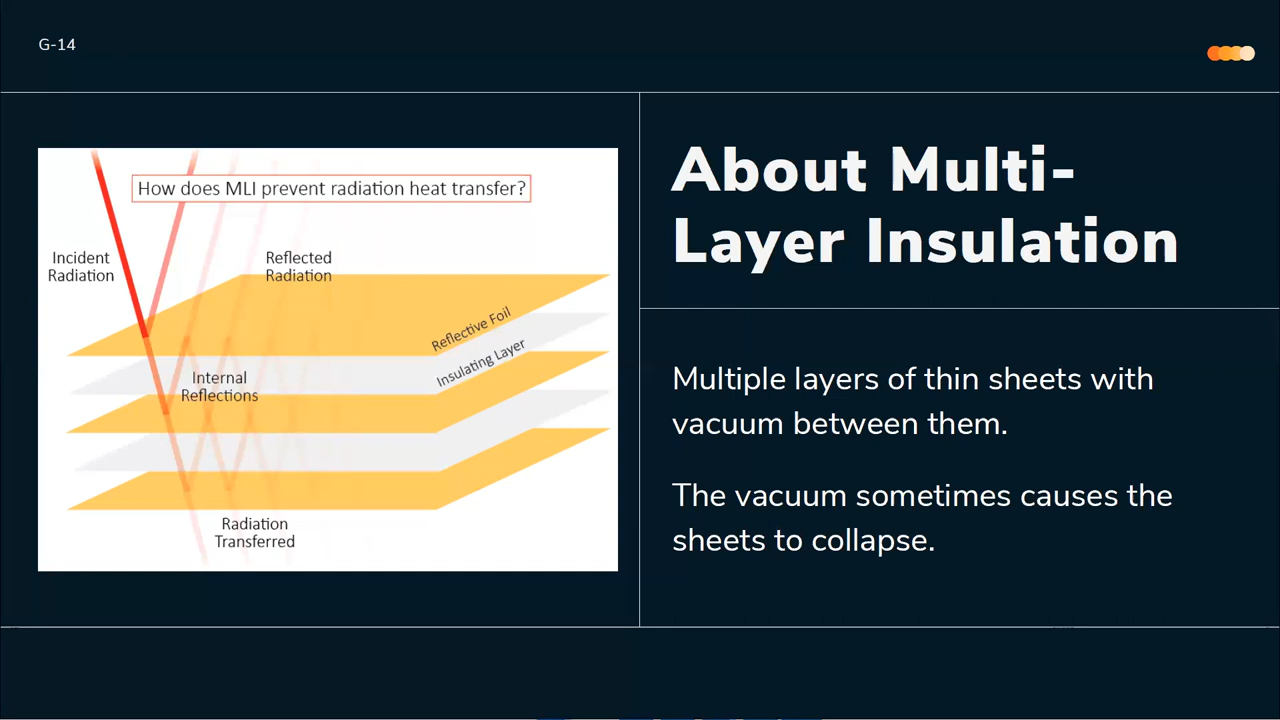 G-14
How does MLI prevent radiation heat transfer?
Incident
Radiation
Reflected
Radiation
Reflective Foil
Insulating Layer
Internal
Reflections
Radiation
Transferred
About Multi-
Layer Insulation
Multiple layers of thin sheets with
vacuum between them.
The vacuum sometimes causes the
sheets to collapse.